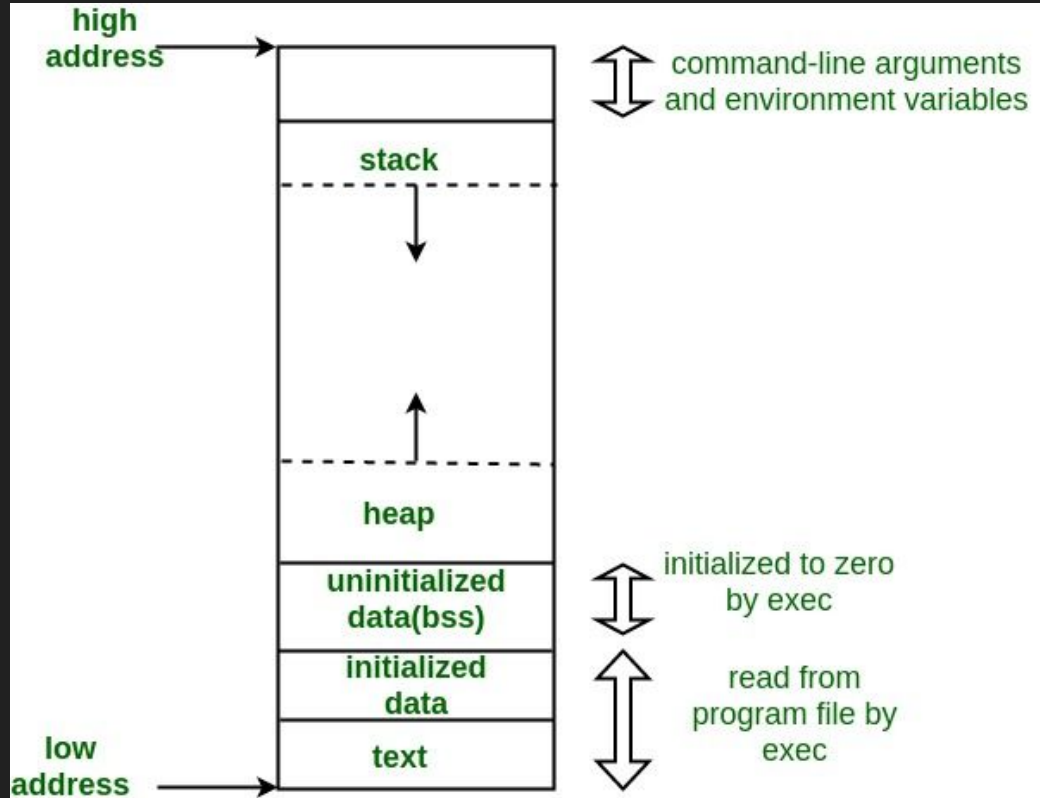 high
address
command-line arguments
and environment variables
stack
heap
uninitialized
data(bss)
initialized to zero
by exec
initialized
data
read from
program file by
exec
text
low
address